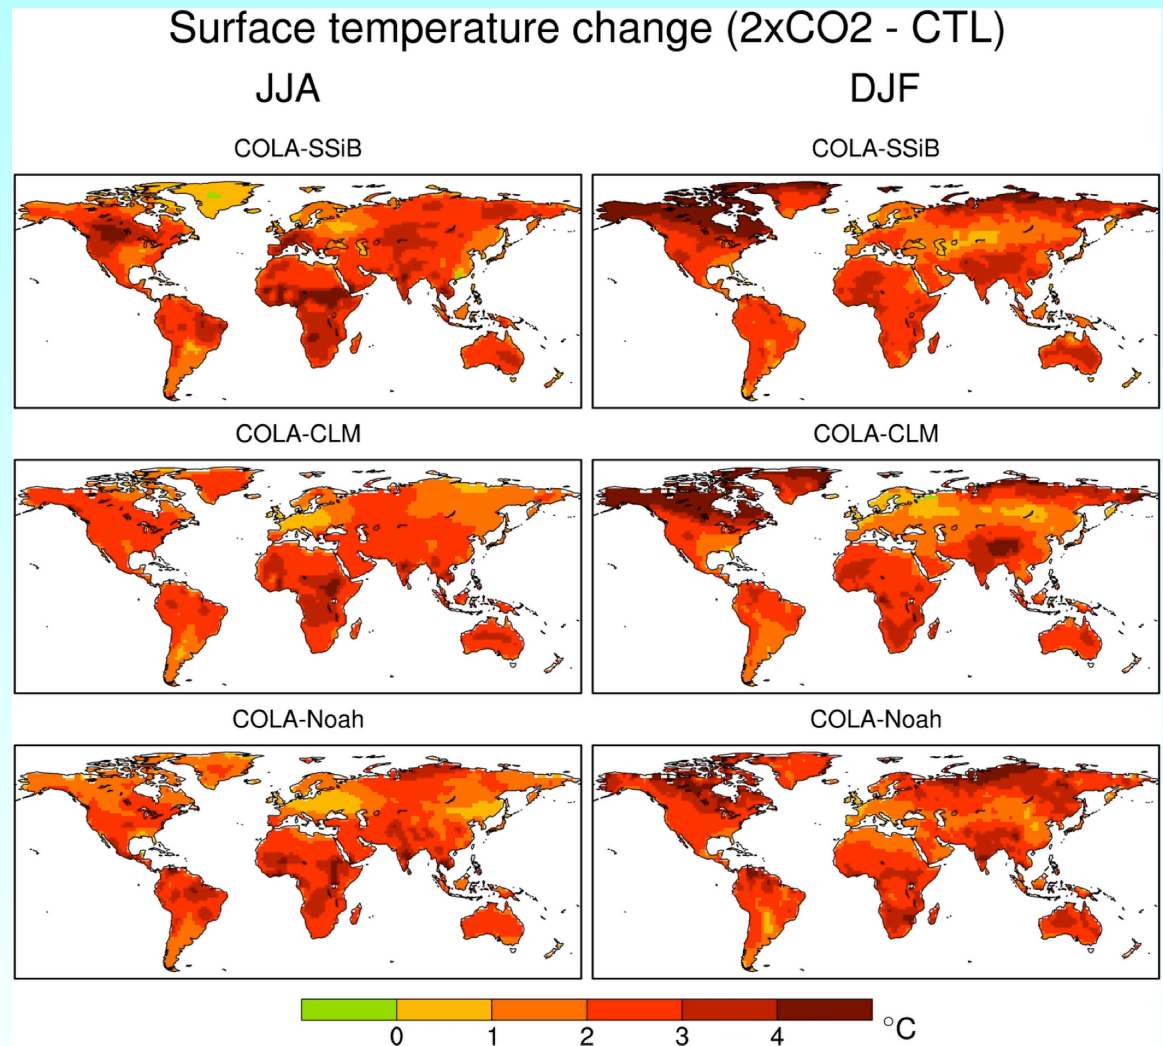 Surface temperature change (2xCO2 - CTL)
JJA
DJF
COLA-SSiB
COLA-SSiB
COLA-CLM
COLA-CLM
COLA-Noah
COLA-Noah
0 1 2 3 4 °C